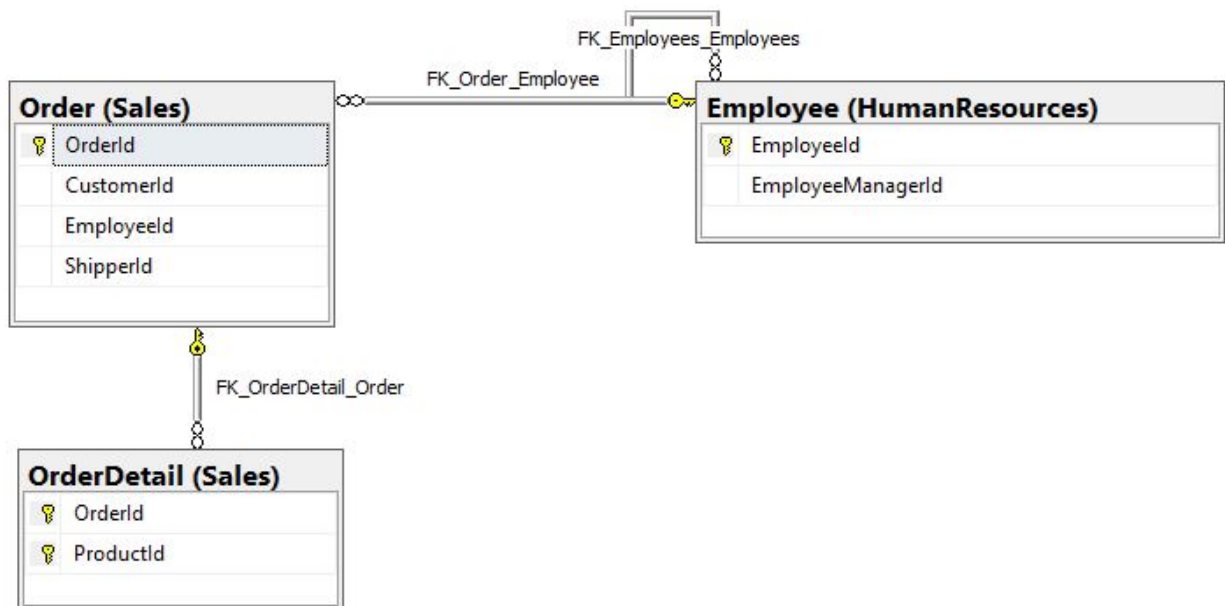 FK_Employees_Employees
FK_Order_Employee
Order (Sales)
OrderId
CustomerId
EmployeeId
ShipperId
Employee (HumanResources)
EmployeeId
EmployeeManagerId
FK_OrderDetail_Order
OrderDetail (Sales)
OrderId
ProductId